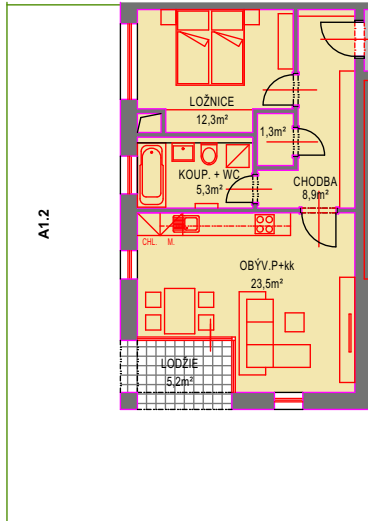 LOŽNICE
12,3m²
1,3m²
KOUP. + WC
5,3m²
CHODBA
8,9m²
A1.2
CHL. M.
OBÝV.P+kk
23,5m²
LODŽIE
5,2m²